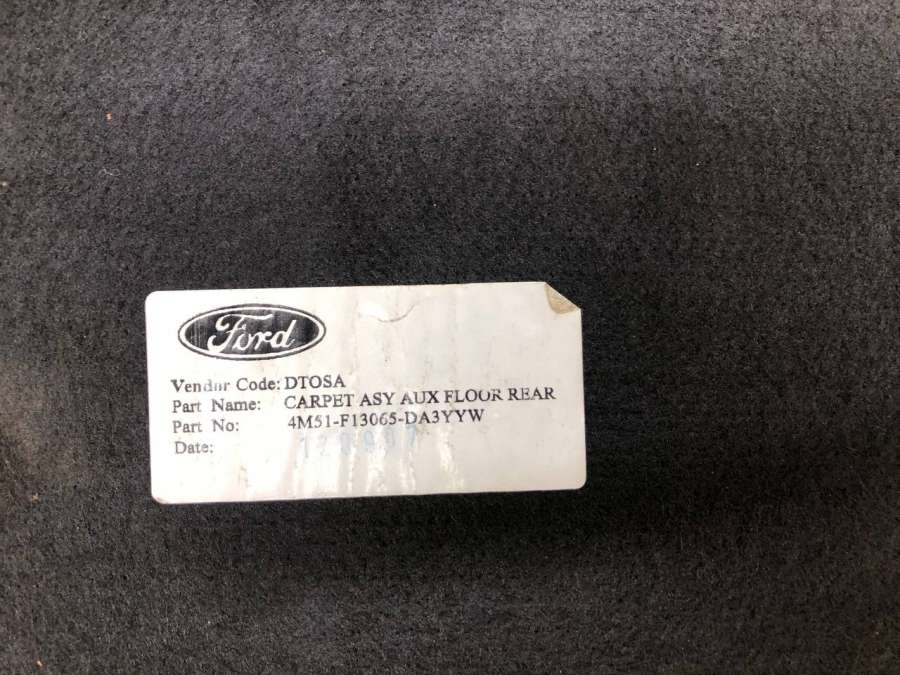 Ford
Vendor Code: DTOSA
Part Name: CARPET ASY AUX FLOOR REAR
Part No: 4M51-F13065-DA3YYW
Date: